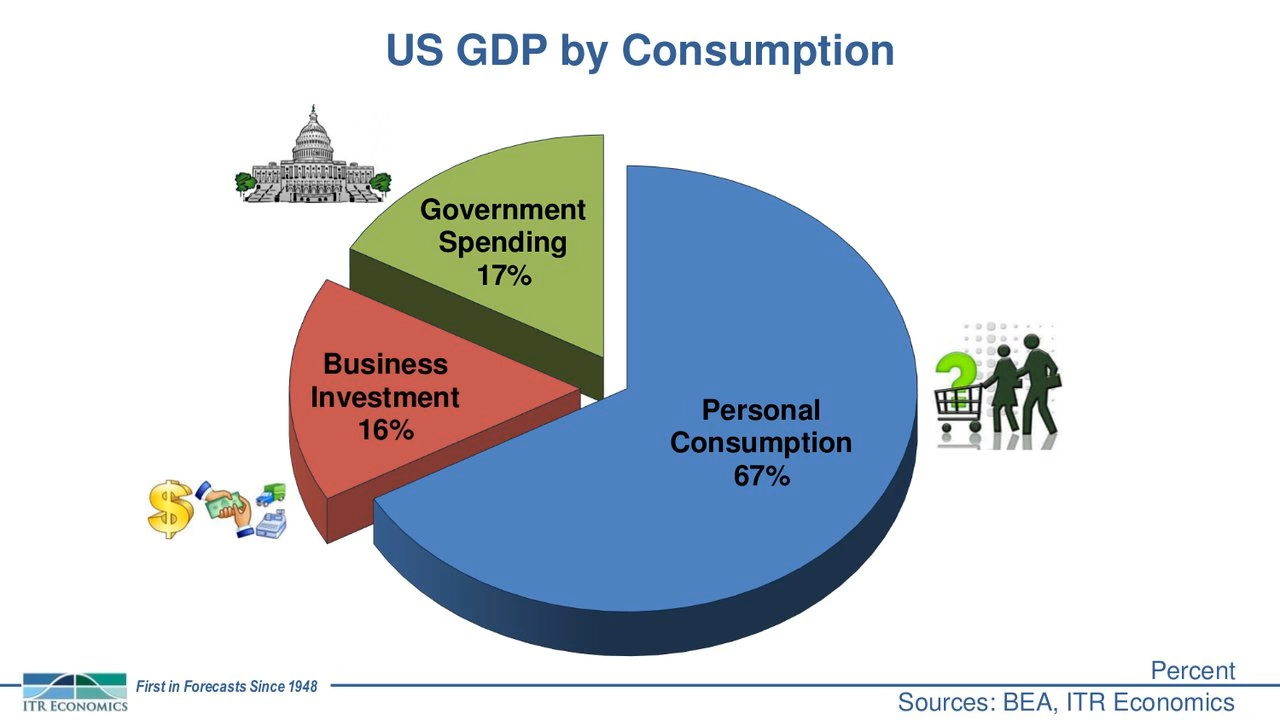 US GDP by Consumption
Government
Spending
17%
Business
Investment
16%
Personal
Consumption
67%
?
$
Percent
Sources: BEA, ITR Economics
ITR ECONOMICS
First in Forecasts Since 1948